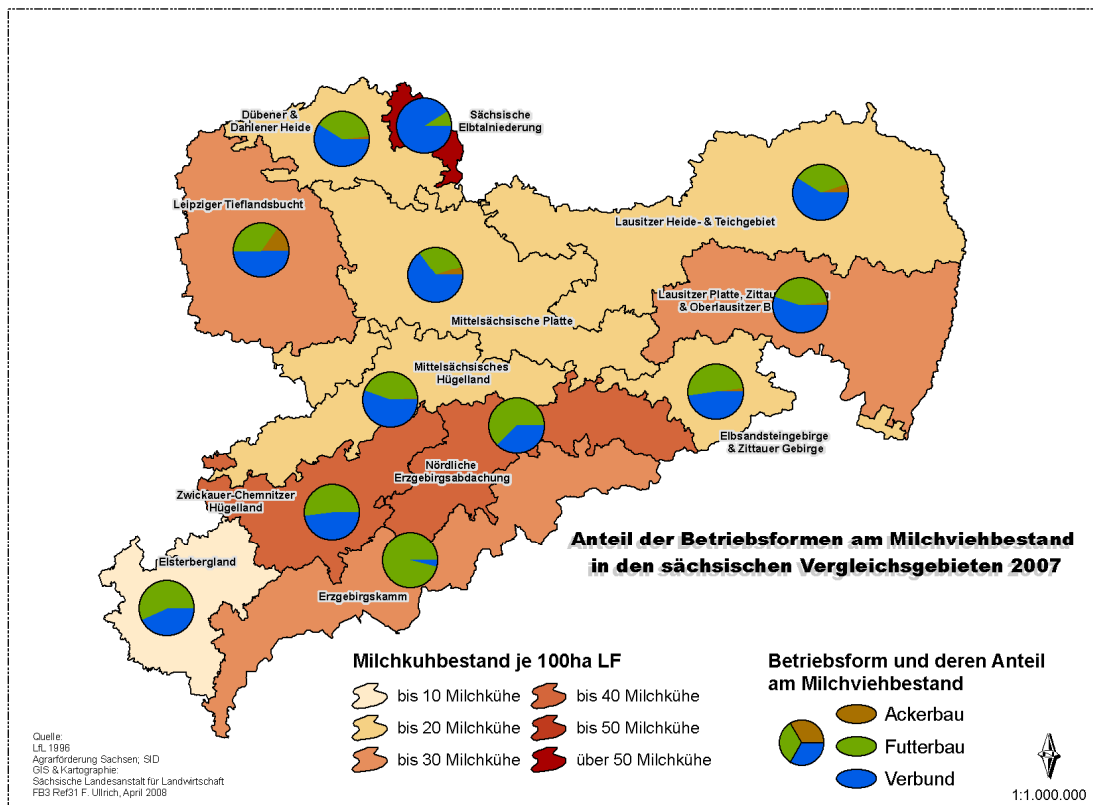 Dübener &
Dahlener Heide
Sächsische
Elbtalniederung
Leipziger Tieflandsbucht
Lausitzer Heide- & Teichgebiet
Lausitzer Platte, Zittau
& Oberlausitzer B
Mittelsächsische Platte
Mittelsächsisches
Hügelland
Elbsandsteingebirge
& Zittauer Gebirge
Nördliche
Erzgebirgsabdachung
Zwickauer-Chemnitzer
Hügelland
Elsterbergland
Erzgebirgskamm
Anteil der Betriebsformen am Milchviehbestand
in den sächsischen Vergleichsgebieten 2007
Milchkuhbestand je 100ha LF
bis 10 Milchkühe
bis 20 Milchkühe
bis 30 Milchkühe
bis 40 Milchkühe
bis 50 Milchkühe
über 50 Milchkühe
Betriebsform und deren Anteil
am Milchviehbestand
Ackerbau
Futterbau
Verbund
Quelle:
LfL 1996
Agrarförderung Sachsen; SID
GIS & Kartographie:
Sächsische Landesanstalt für Landwirtschaft
FB3 Ref31 F. Ullrich, April 2008
1:1.000.000